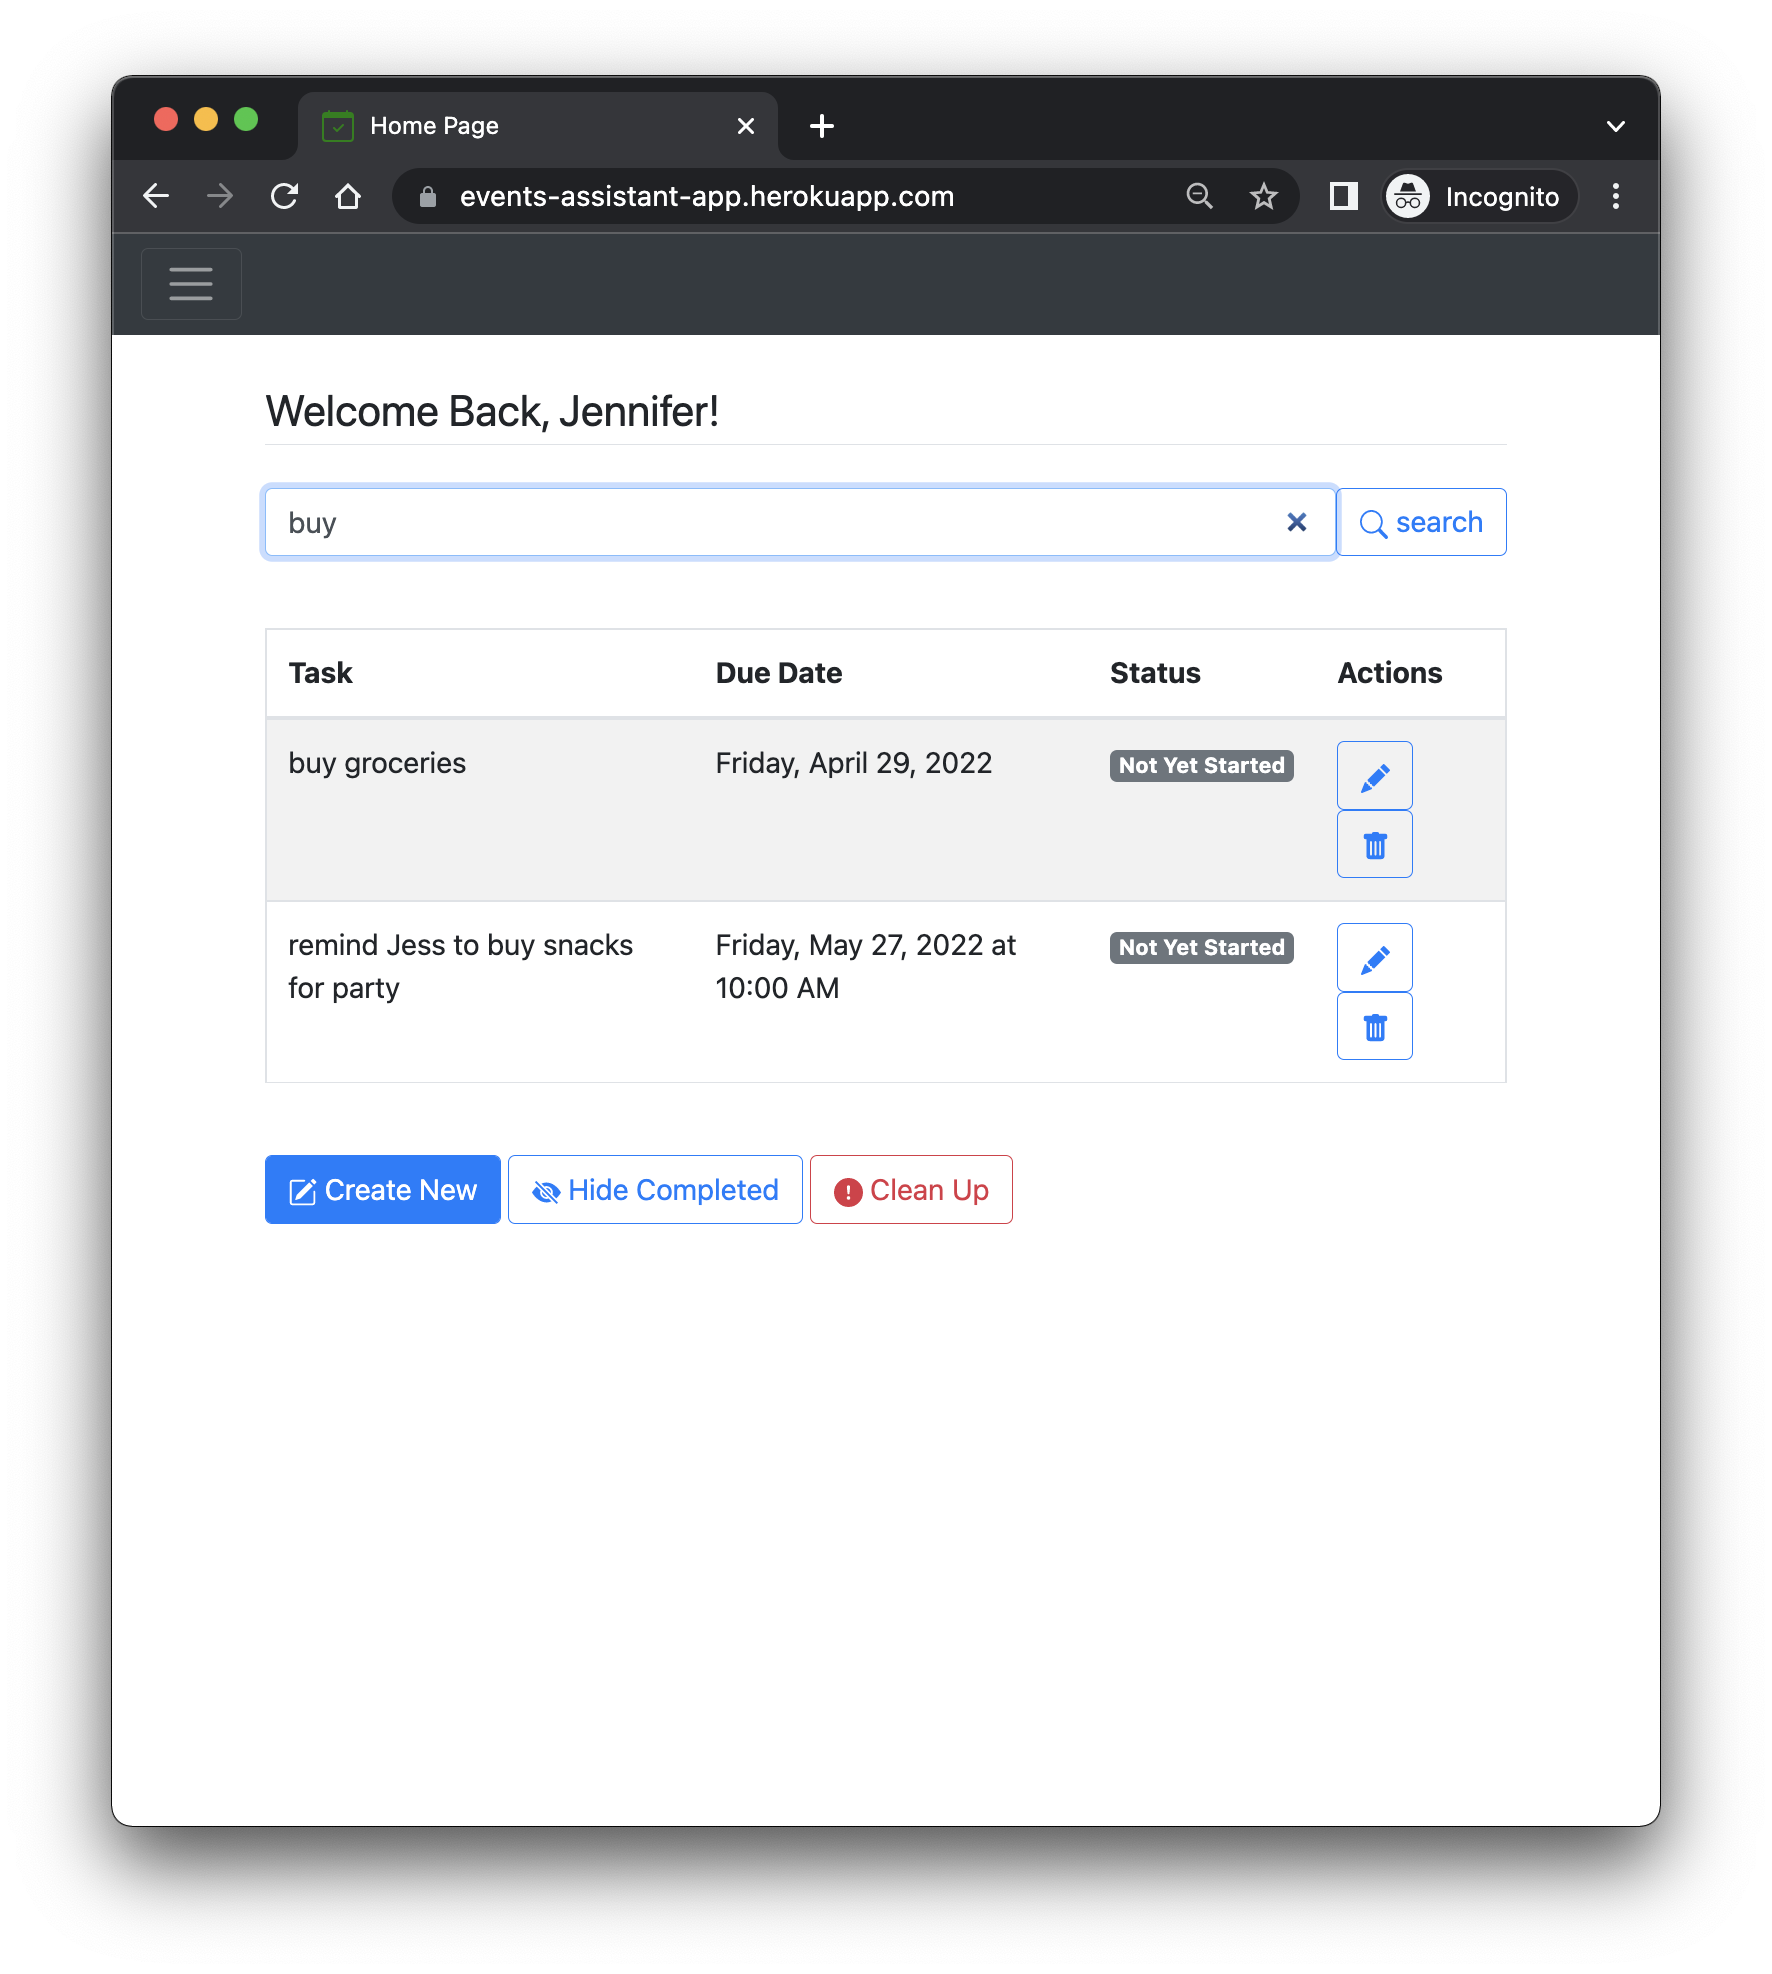 Home Page
events-assistant-app.herokuapp.com
Incognito
Welcome Back, Jennifer!
buy
search
Task Due Date Status Actions
buy groceries Friday, April 29, 2022 Not Yet Started
remind Jess to buy snacks Friday, May 27, 2022 at Not Yet Started
for party 10:00 AM
Create New Hide Completed Clean Up